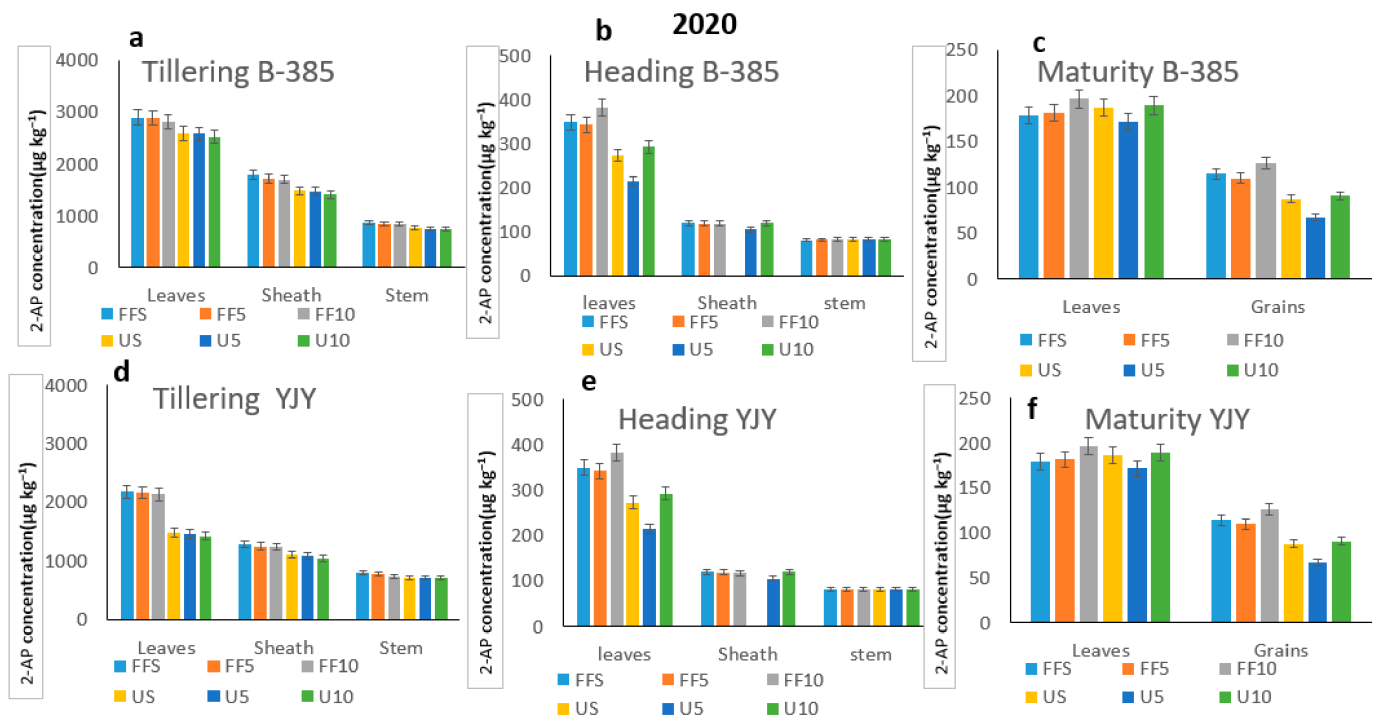 2020
a
Tillering B-385
2-AP concentration(µg kg⁻¹)
4000
3000
2000
1000
0
Leaves Sheath Stem
FFS FF5 FF10
US U5 U10
b
Heading B-385
2-AP concentration(µg kg⁻¹)
500
400
300
200
100
0
leaves Sheath stem
FFS FF5 FF10
US U5 U10
c
Maturity B-385
2-AP concentration(µg kg⁻¹)
250
200
150
100
50
0
Leaves Grains
FFS FF5 FF10
US U5 U10
d
Tillering YJY
2-AP concentration(µg kg⁻¹)
4000
3000
2000
1000
0
Leaves Sheath Stem
FFS FF5 FF10
US U5 U10
e
Heading YJY
2-AP concentration(µg kg⁻¹)
500
400
300
200
100
0
leaves Sheath stem
FFS FF5 FF10
US U5 U10
f
Maturity YJY
2-AP concentration(µg kg⁻¹)
250
200
150
100
50
0
Leaves Grains
FFS FF5 FF10
US U5 U10